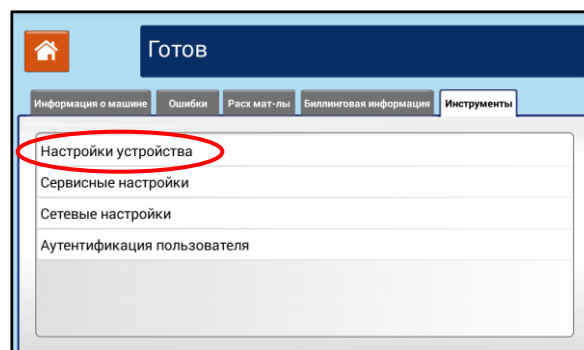 Готов
Информация о машине Ошибки Расх мат-лы Биллинговая информация Инструменты
Настройки устройства
Сервисные настройки
Сетевые настройки
Аутентификация пользователя